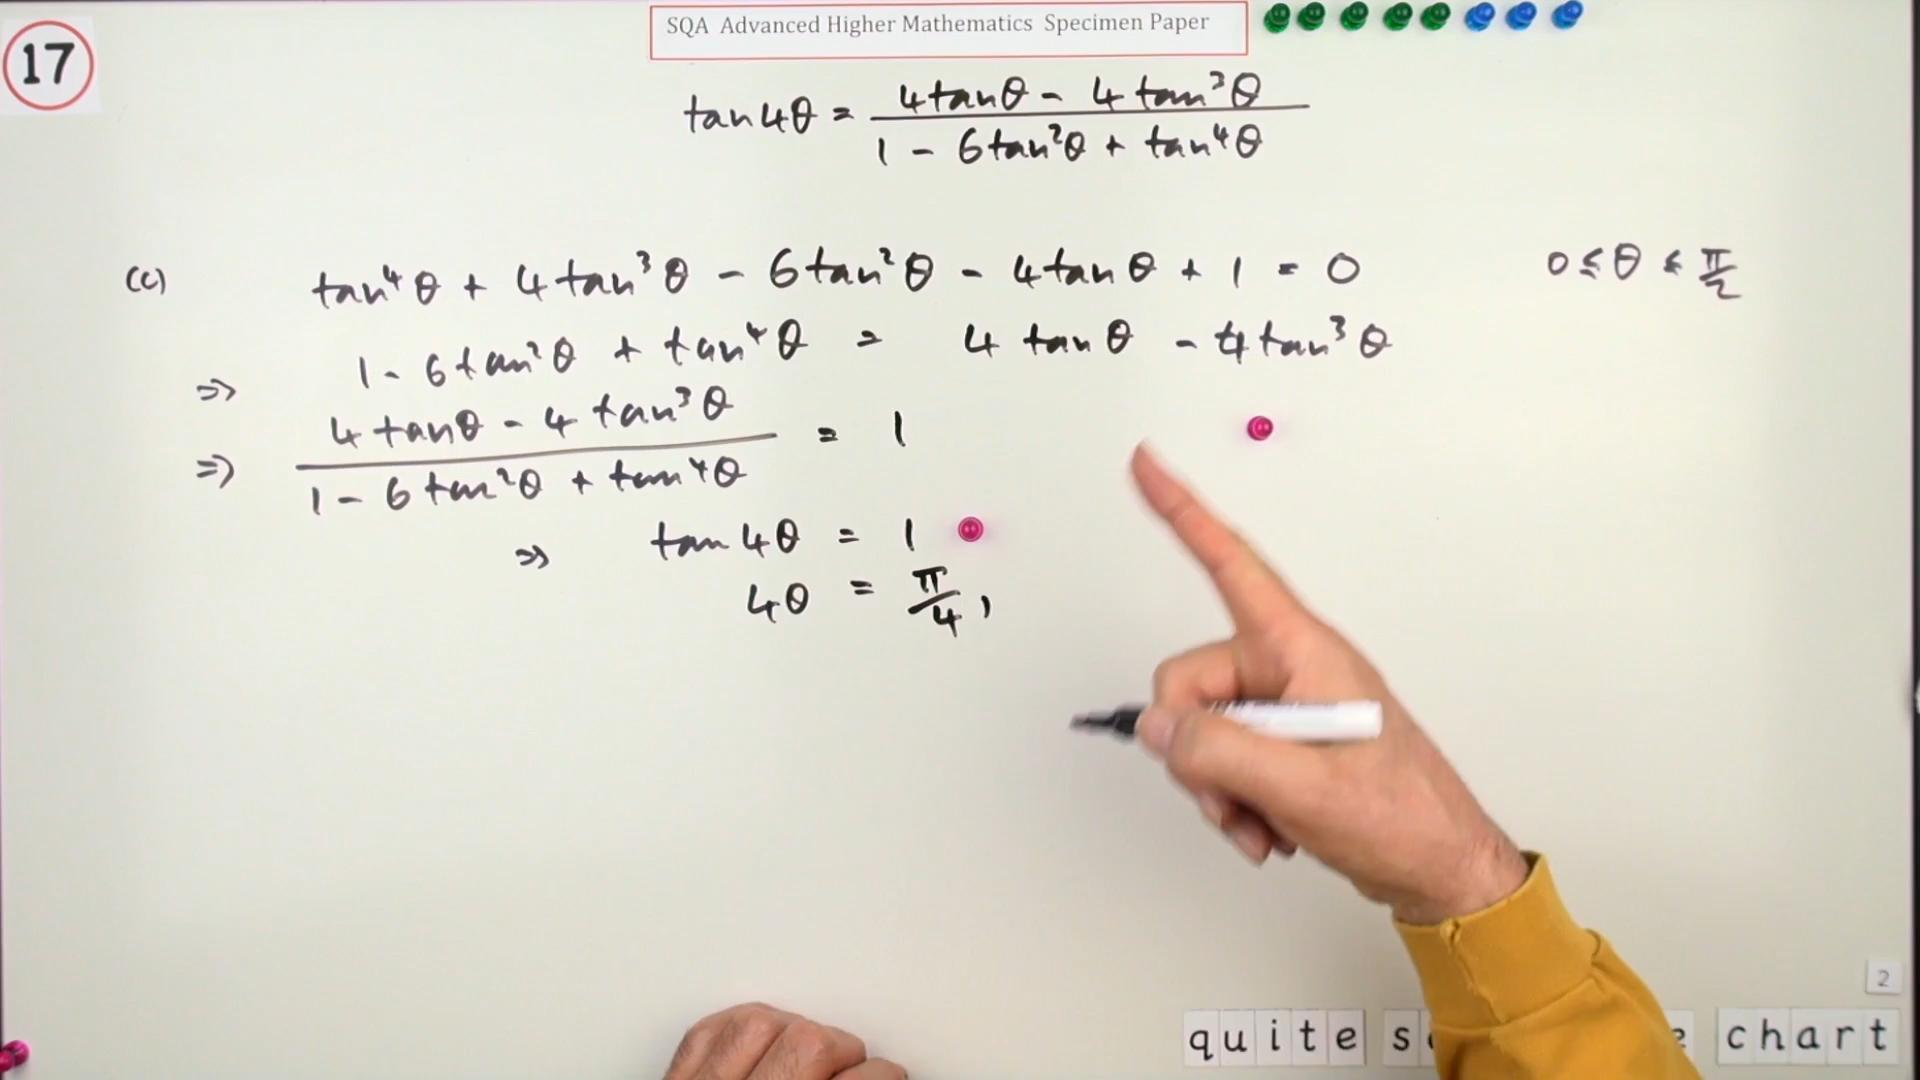 17
SQA Advanced Higher Mathematics Specimen Paper
tan4θ = (4tanθ - 4tan³θ) / (1 - 6tan²θ + tan⁴θ)
(c) tan⁴θ + 4tan³θ - 6tan²θ - 4tanθ + 1 = 0 0 ≤ θ ≤ π/2
⇒ 1 - 6tan²θ + tan⁴θ = 4tanθ - 4tan³θ
⇒ (4tanθ - 4tan³θ) / (1 - 6tan²θ + tan⁴θ) = 1
⇒ tan4θ = 1
4θ = π/4,
2
quite chart